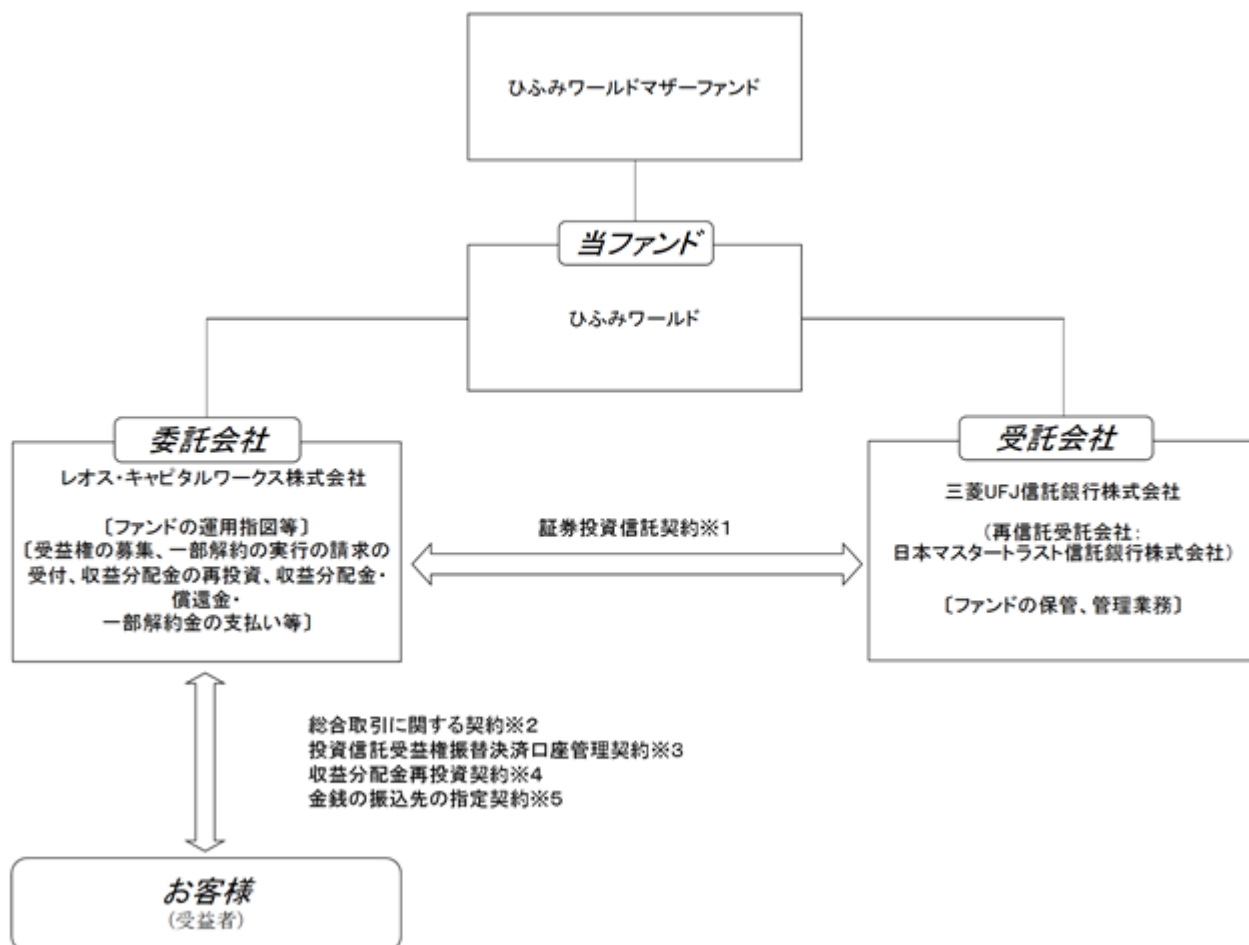 ひふみワールドマザーファンド
当ファンド
ひふみワールド
委託会社
レオス・キャピタルワークス株式会社
〔ファンドの運用指図等〕
〔受益権の募集、一部解約の実行の請求の
受付、収益分配金の再投資、収益分配金・
償還金・
一部解約金の支払い等〕
証券投資信託契約※1
受託会社
三菱UFJ信託銀行株式会社
(再信託受託会社:
日本マスタートラスト信託銀行株式会社)
〔ファンドの保管、管理業務〕
総合取引に関する契約※2
投資信託受益権振替決済口座管理契約※3
収益分配金再投資契約※4
金銭の振込先の指定契約※5
お客様
(受益者)